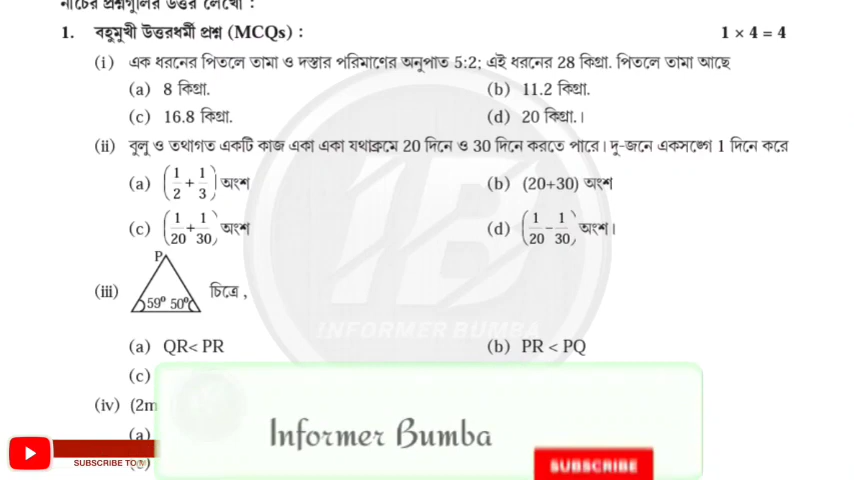 নীচের প্রশ্নগুলির উত্তর লেখো :
1. বহুমুখী উত্তরধর্মী প্রশ্ন (MCQs) : 1 × 4 = 4
(i) এক ধরনের পিতলে তামা ও দস্তার পরিমাণের অনুপাত 5:2; এই ধরনের 28 কিগ্রা. পিতলে তামা আছে
(a) 8 কিগ্রা. (b) 11.2 কিগ্রা.
(c) 16.8 কিগ্রা. (d) 20 কিগ্রা.।
(ii) বুলু ও তথাগত একটি কাজ একা একা যথাক্রমে 20 দিনে ও 30 দিনে করতে পারে। দু-জনে একসঙ্গে 1 দিনে করে
(a) (1/2 + 1/3) অংশ (b) (20+30) অংশ
(c) (1/20 + 1/30) অংশ (d) (1/20 − 1/30) অংশ।
P
(iii) 59° 50° চিত্রে,
INFORMER BUMBA
(a) QR< PR (b) PR < PQ
(c)
(iv) (2m
(a)
Informer Bumba
SUBSCRIBE TO
SUBSCRIBE